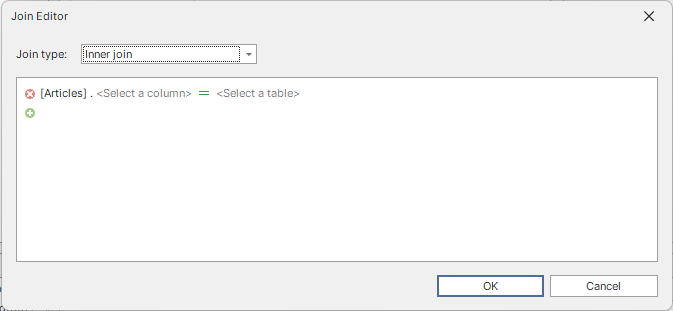 Join Editor
Join type: Inner join
[Articles] . <Select a column> = <Select a table>
OK Cancel